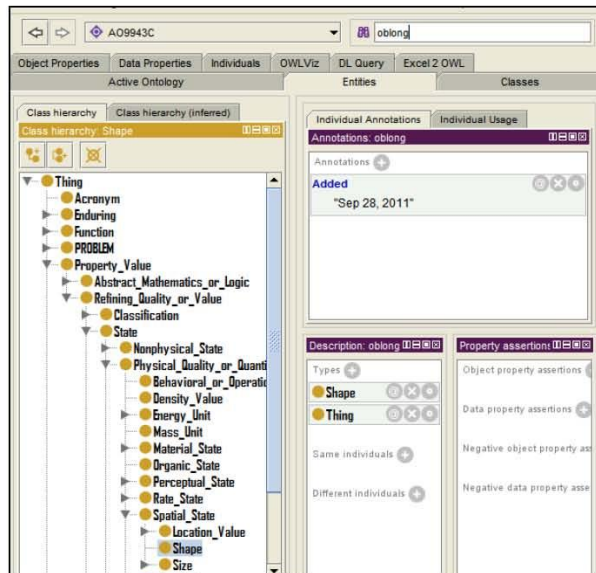 AO9943C
oblong
Object Properties Data Properties Individuals OWLViz DL Query Excel 2 OWL
Active Ontology Entities Classes
Class hierarchy Class hierarchy (inferred)
Class hierarchy: Shape
Thing
Acronym
Enduring
Function
PROBLEM
Property_Value
Abstract_Mathematics_or_Logic
Refining_Quality_or_Value
Classification
State
Nonphysical_State
Physical_Quality_or_Quanti
Behavioral_or_Operatio
Density_Value
Energy_Unit
Mass_Unit
Material_State
Organic_State
Perceptual_State
Rate_State
Spatial_State
Location_Value
Shape
Size
Individual Annotations Individual Usage
Annotations: oblong
Annotations
Added
"Sep 28, 2011"
Description: oblong
Types
Shape
Thing
Same individuals
Different individuals
Property assertions
Object property assertions
Data property assertions
Negative object property ass
Negative data property asse